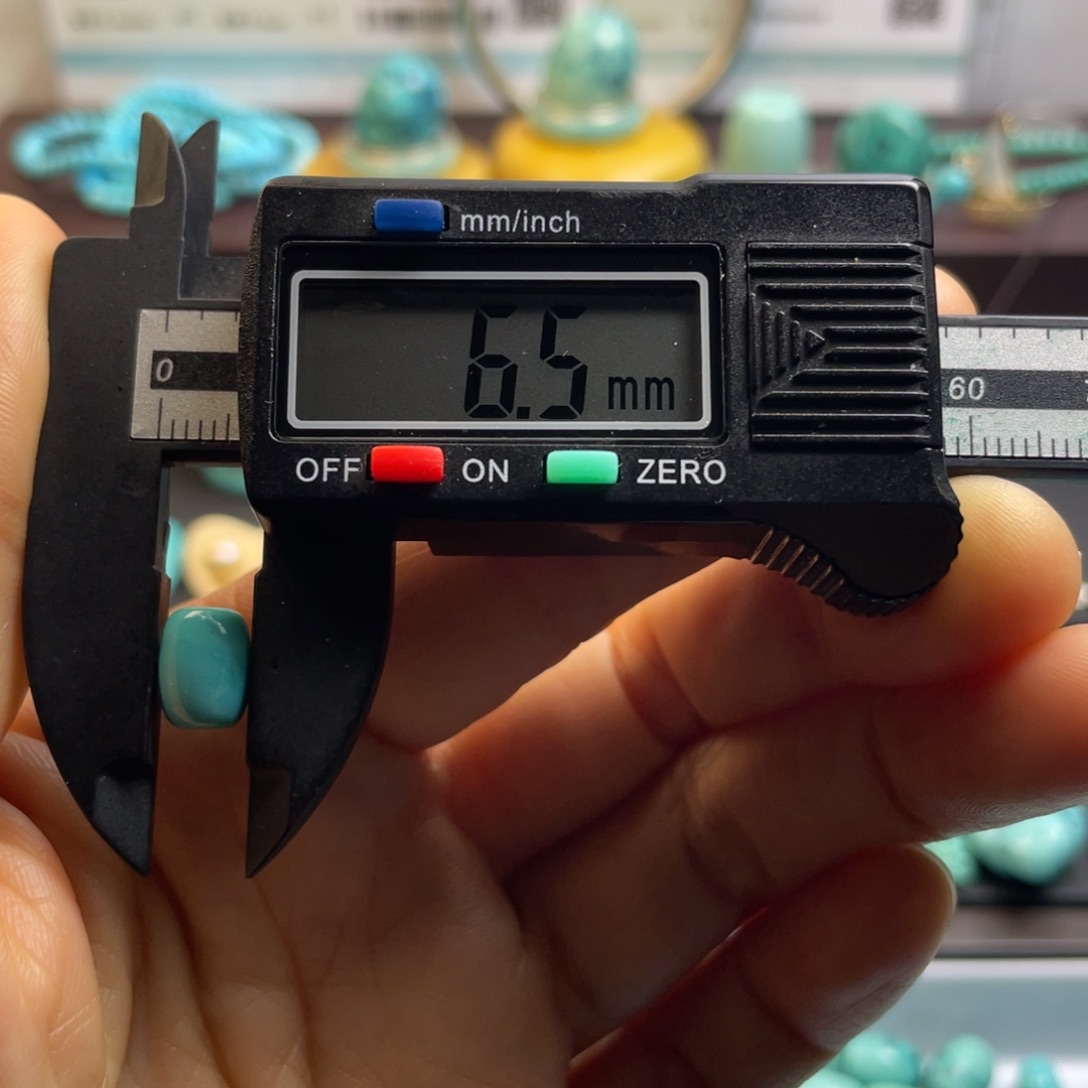 mm/inch
6.5 mm
0
60
OFF ON ZERO